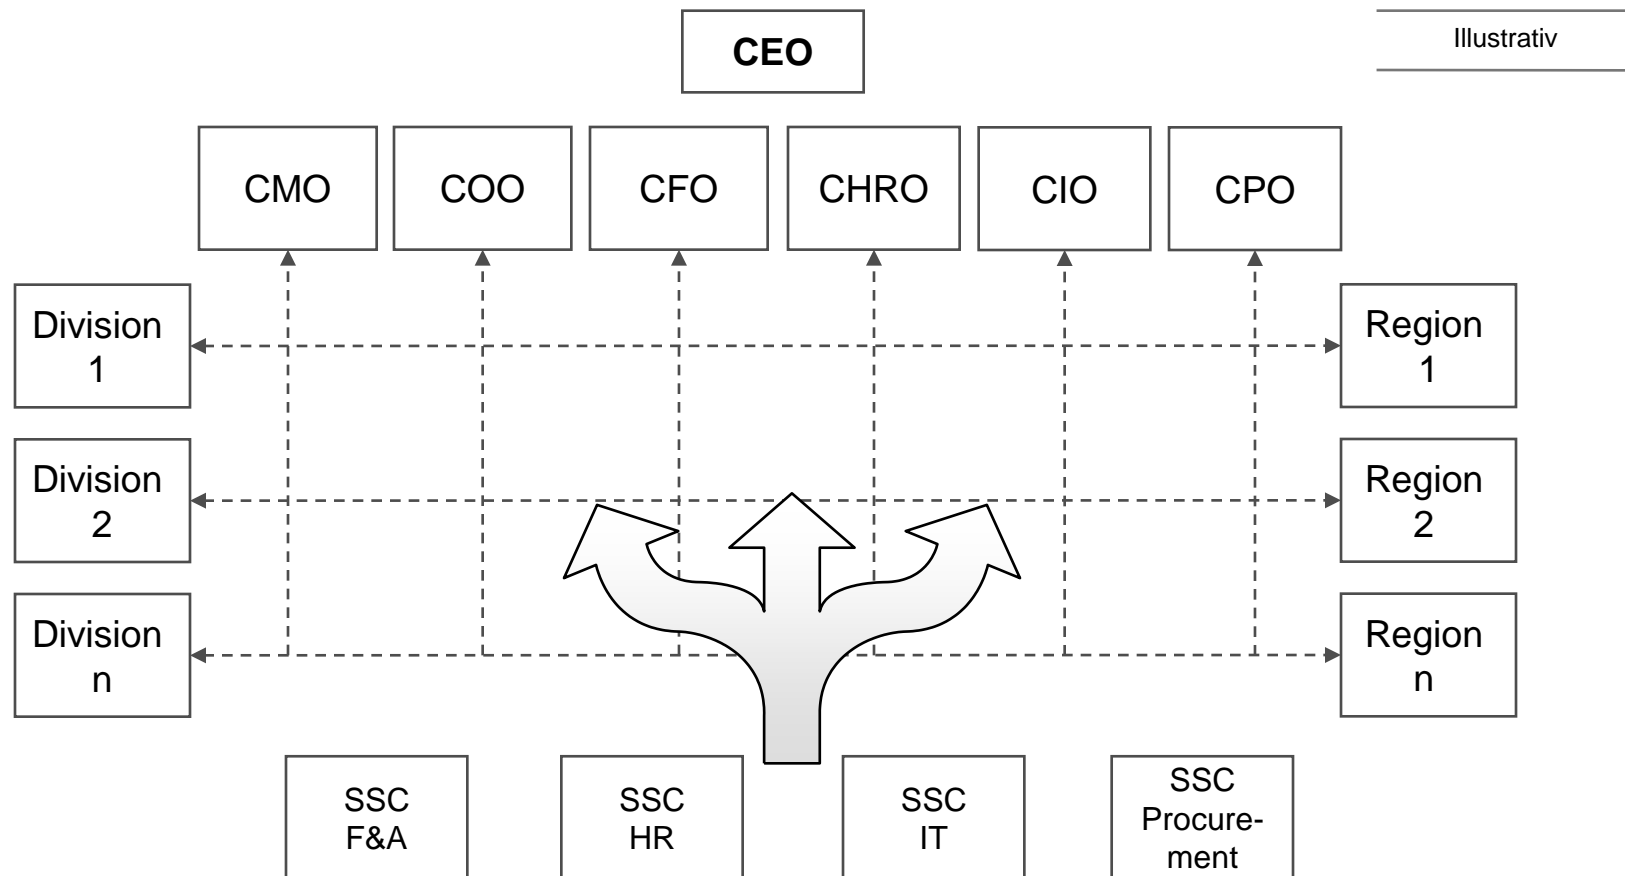 CEO
Illustrativ
CMO
COO
CFO
CHRO
CIO
CPO
Division
1
Region
1
Division
2
Region
2
Division
n
Region
n
SSC
F&A
SSC
HR
SSC
IT
SSC
Procure-
ment